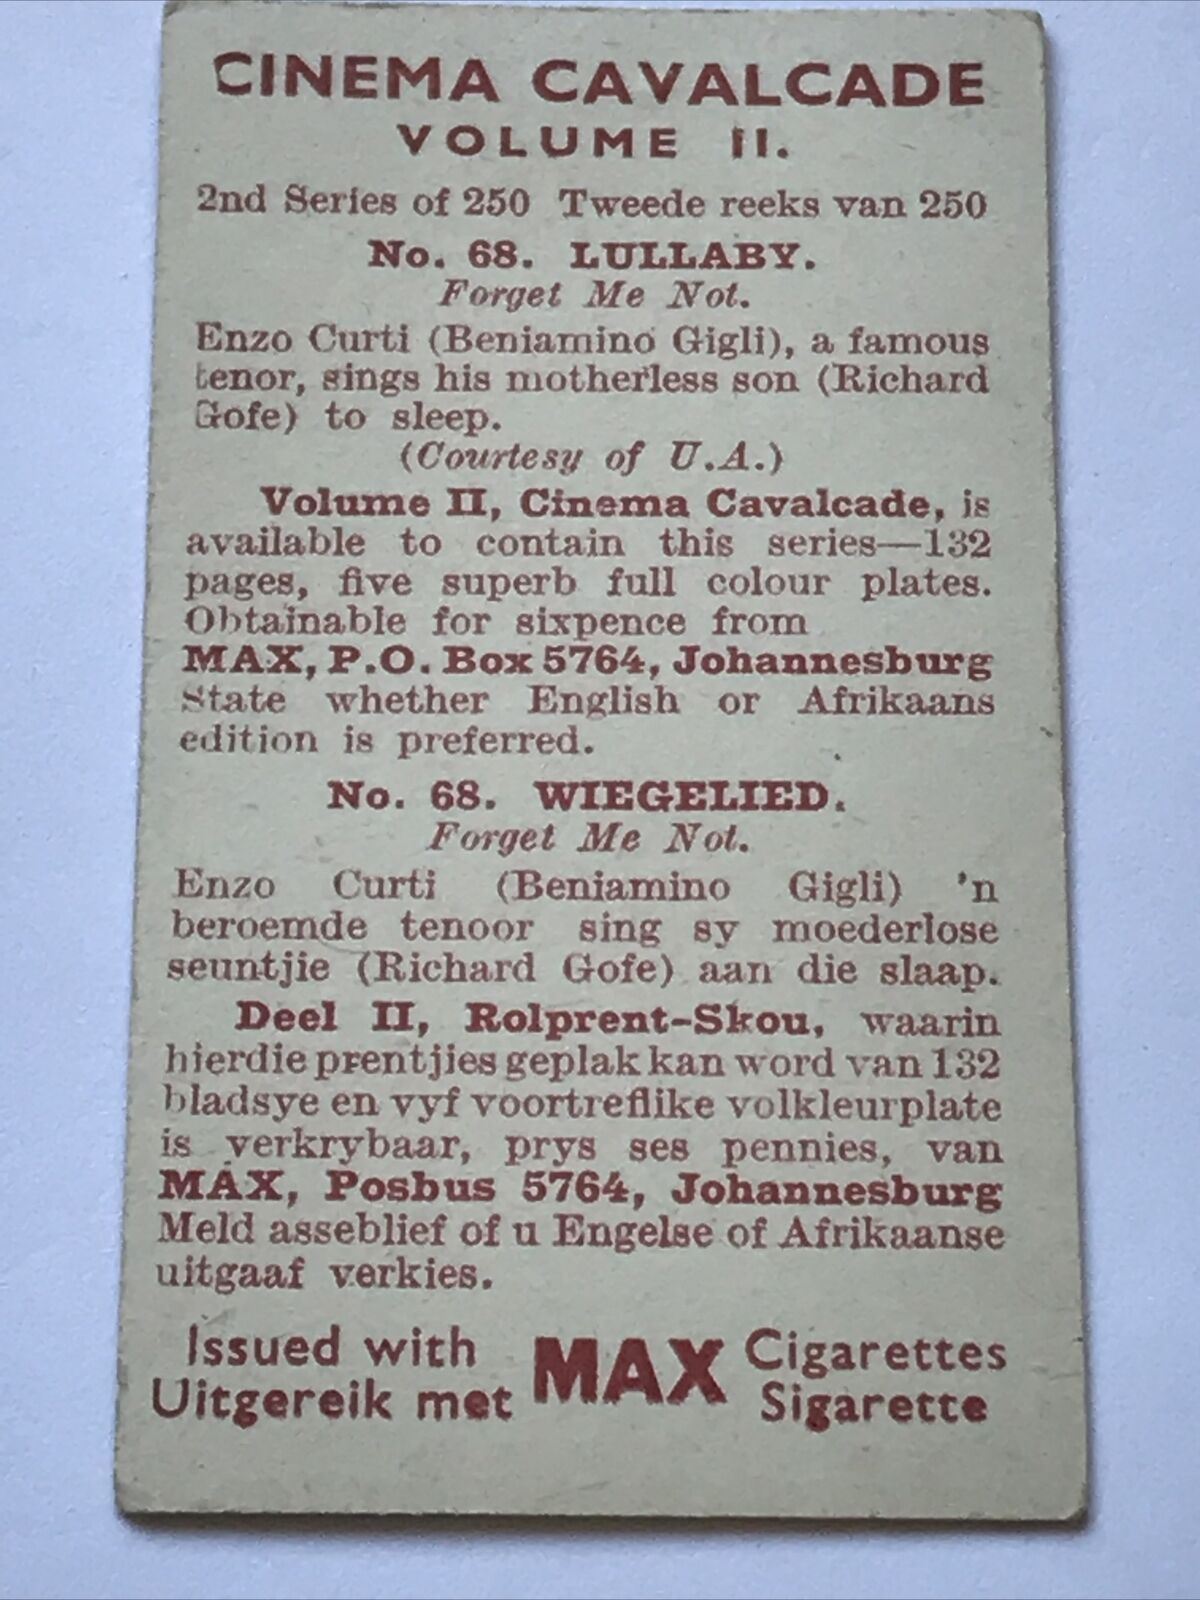 CINEMA CAVALCADE
VOLUME II.
2nd Series of 250 Tweede reeks van 250
No. 68. LULLABY.
Forget Me Not.
Enzo Curti (Beniamino Gigli), a famous
tenor, sings his motherless son (Richard
Gofe) to sleep.
(Courtesy of U.A.)
Volume II, Cinema Cavalcade, is
available to contain this series—132
pages, five superb full colour plates.
Obtainable for sixpence from
MAX, P.O. Box 5764, Johannesburg
State whether English or Afrikaans
edition is preferred.
No. 68. WIEGELIED.
Forget Me Not.
Enzo Curti (Beniamino Gigli) 'n
beroemde tenoor sing sy moederlose
seuntjie (Richard Gofe) aan die slaap.
Deel II, Rolprent-Skou, waarin
hierdie prentjies geplak kan word van 132
bladsye en vyf voortreflike volkleurplate
is verkrybaar, prys ses pennies, van
MAX, Posbus 5764, Johannesburg
Meld asseblief of u Engelse of Afrikaanse
uitgaaf verkies.
Issued with MAX Cigarettes
Uitgereik met Sigarette